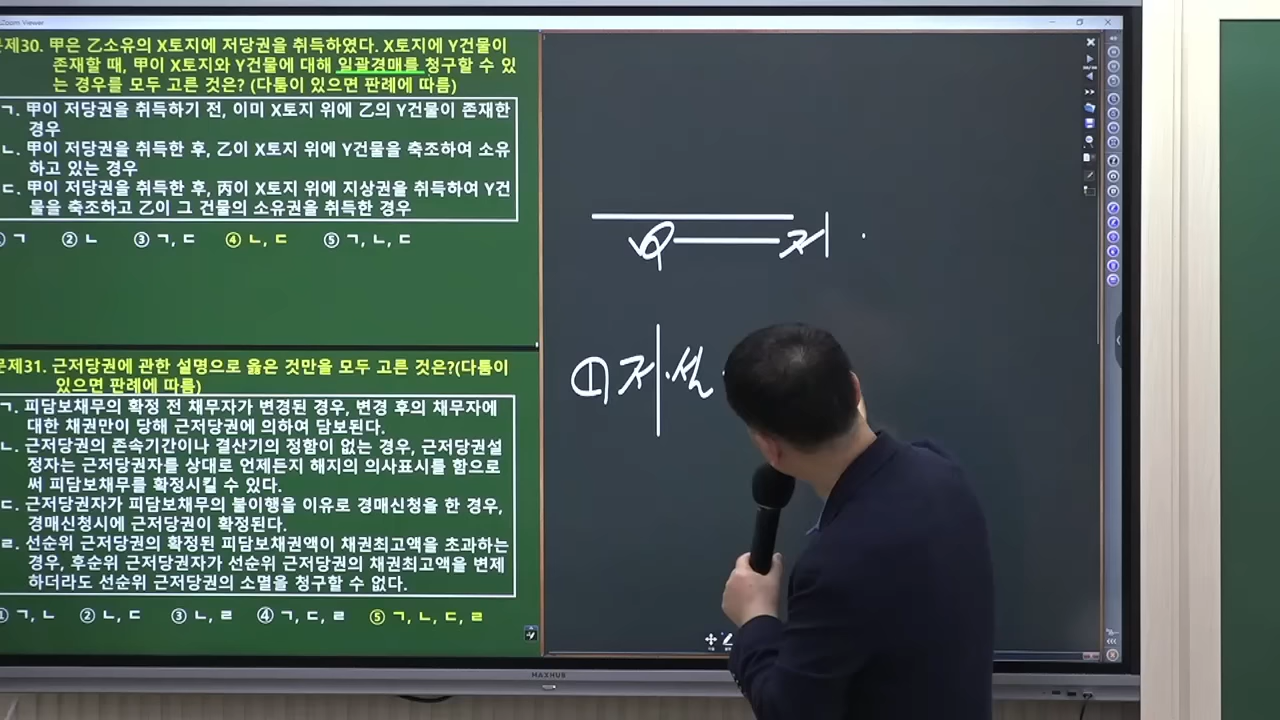 Zoom Viewer
문제30. 甲은 乙소유의 X토지에 저당권을 취득하였다. X토지에 Y건물이
존재할 때, 甲이 X토지와 Y건물에 대해 일괄경매를 청구할 수 있
는 경우를 모두 고른 것은? (다툼이 있으면 판례에 따름)
ㄱ. 甲이 저당권을 취득하기 전, 이미 X토지 위에 乙의 Y건물이 존재한
경우
ㄴ. 甲이 저당권을 취득한 후, 乙이 X토지 위에 Y건물을 축조하여 소유
하고 있는 경우
ㄷ. 甲이 저당권을 취득한 후, 丙이 X토지 위에 지상권을 취득하여 Y건
물을 축조하고 乙이 그 건물의 소유권을 취득한 경우
① ㄱ ② ㄴ ③ ㄱ, ㄷ ④ ㄴ, ㄷ ⑤ ㄱ, ㄴ, ㄷ
문제31. 근저당권에 관한 설명으로 옳은 것만을 모두 고른 것은?(다툼이
있으면 판례에 따름)
ㄱ. 피담보채무의 확정 전 채무자가 변경된 경우, 변경 후의 채무자에
대한 채권만이 당해 근저당권에 의하여 담보된다.
ㄴ. 근저당권의 존속기간이나 결산기의 정함이 없는 경우, 근저당권설
정자는 근저당권자를 상대로 언제든지 해지의 의사표시를 함으로
써 피담보채무를 확정시킬 수 있다.
ㄷ. 근저당권자가 피담보채무의 불이행을 이유로 경매신청을 한 경우,
경매신청시에 근저당권이 확정된다.
ㄹ. 선순위 근저당권의 확정된 피담보채권액이 채권최고액을 초과하는
경우, 후순위 근저당권자가 선순위 근저당권의 채권최고액을 변제
하더라도 선순위 근저당권의 소멸을 청구할 수 없다.
① ㄱ, ㄴ ② ㄴ, ㄷ ③ ㄴ, ㄹ ④ ㄱ, ㄷ, ㄹ ⑤ ㄱ, ㄴ, ㄷ, ㄹ
저
① 저.설
MAXHUB